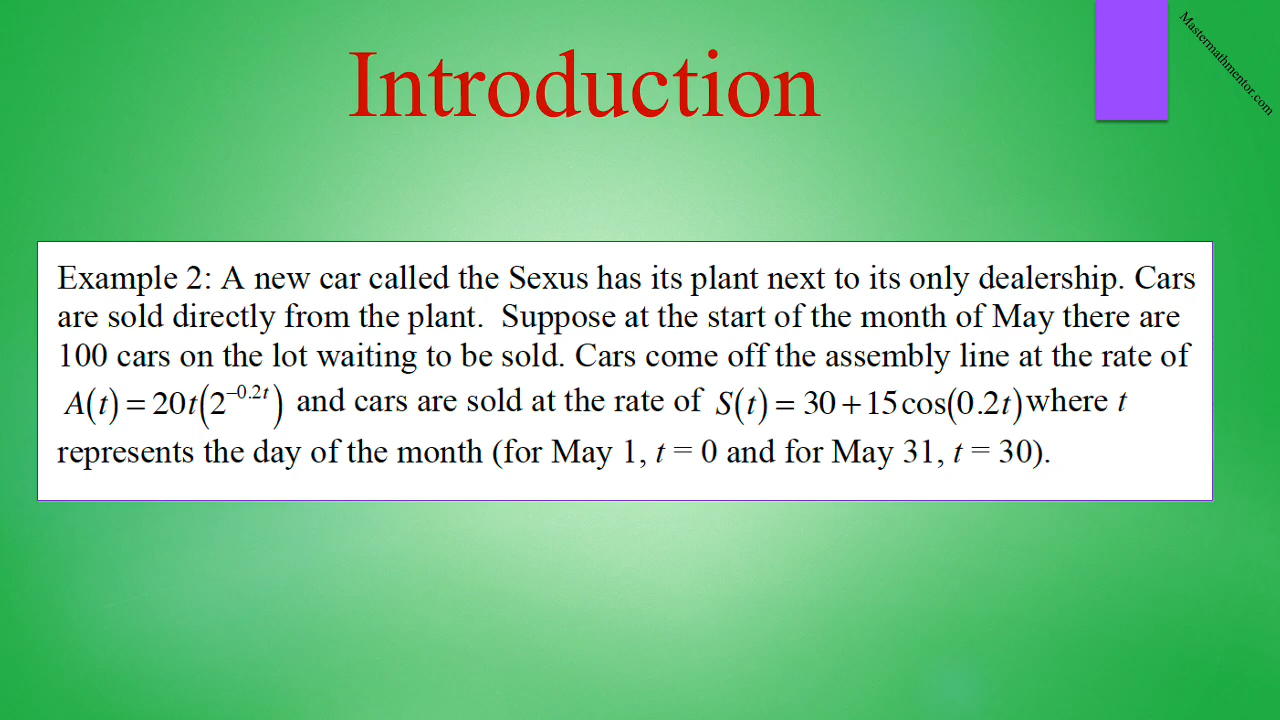 Introduction
Mastermathmentor.com
Example 2: A new car called the Sexus has its plant next to its only dealership. Cars
are sold directly from the plant.  Suppose at the start of the month of May there are
100 cars on the lot waiting to be sold. Cars come off the assembly line at the rate of
A(t) = 20t(2^{−0.2t}) and cars are sold at the rate of S(t) = 30 + 15cos(0.2t) where t
represents the day of the month (for May 1, t = 0 and for May 31, t = 30).